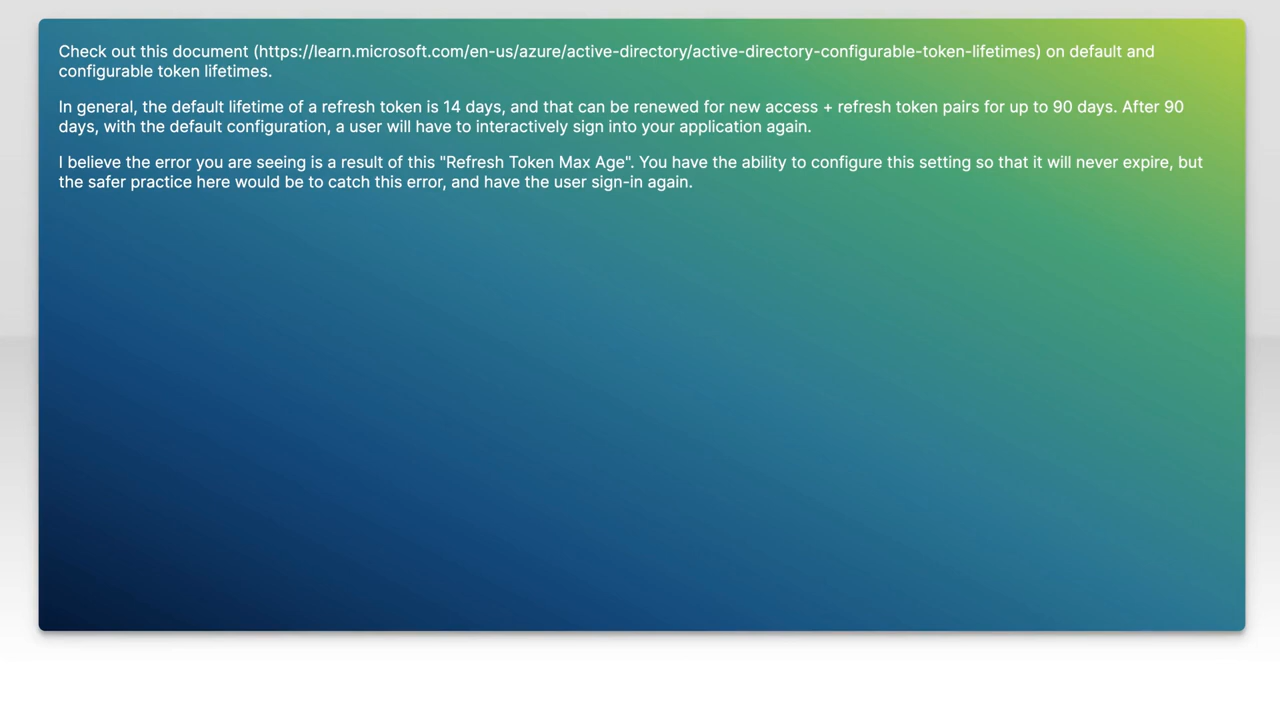 Check out this document (https://learn.microsoft.com/en-us/azure/active-directory/active-directory-configurable-token-lifetimes) on default and
configurable token lifetimes.
In general, the default lifetime of a refresh token is 14 days, and that can be renewed for new access + refresh token pairs for up to 90 days. After 90
days, with the default configuration, a user will have to interactively sign into your application again.
I believe the error you are seeing is a result of this "Refresh Token Max Age". You have the ability to configure this setting so that it will never expire, but
the safer practice here would be to catch this error, and have the user sign-in again.